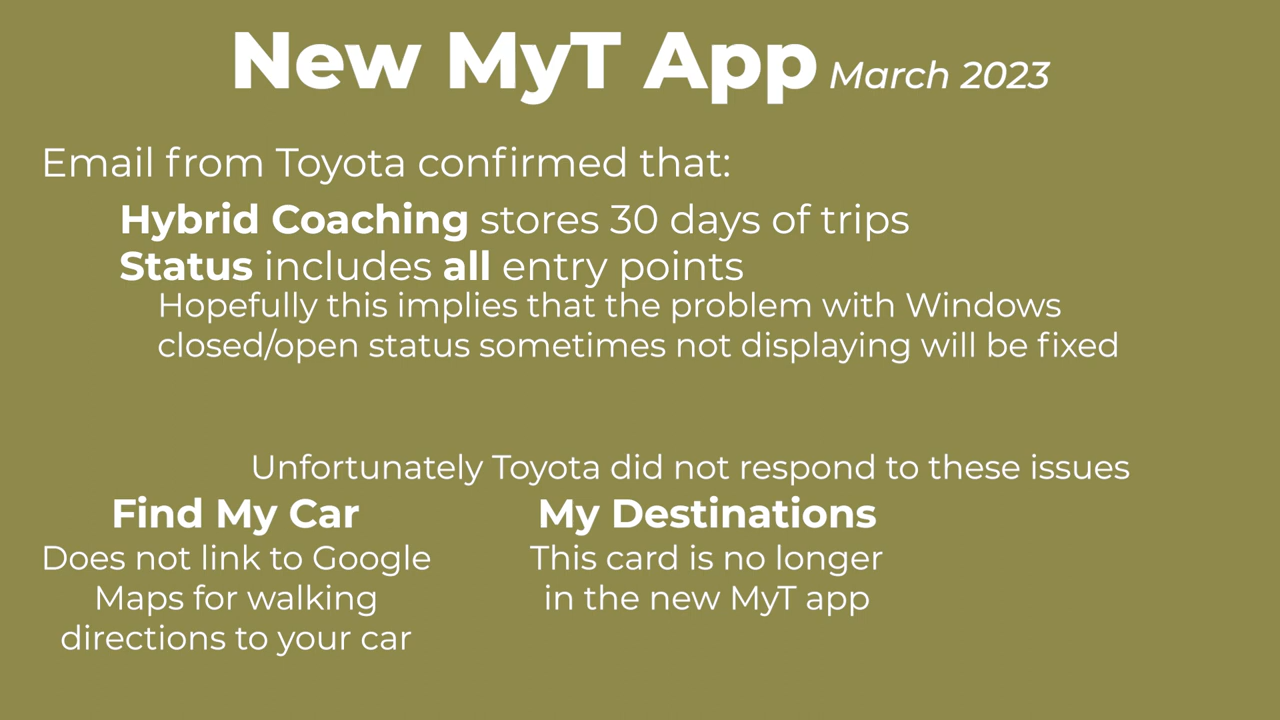 New MyT App March 2023
Email from Toyota confirmed that:
Hybrid Coaching stores 30 days of trips
Status includes all entry points
Hopefully this implies that the problem with Windows
closed/open status sometimes not displaying will be fixed
Unfortunately Toyota did not respond to these issues
Find My Car
Does not link to Google
Maps for walking
directions to your car
My Destinations
This card is no longer
in the new MyT app